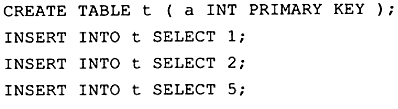 CREATE TABLE t ( a INT PRIMARY KEY );
INSERT INTO t SELECT 1;
INSERT INTO t SELECT 2;
INSERT INTO t SELECT 5;